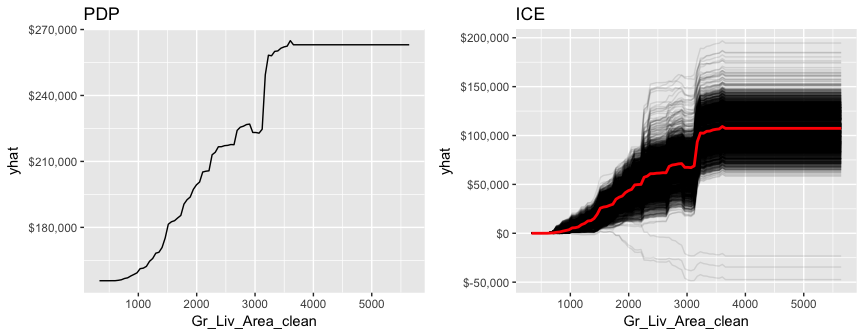 PDP
$270,000
$240,000
$210,000
$180,000
yhat
1000 2000 3000 4000 5000
Gr_Liv_Area_clean
ICE
$200,000
$150,000
$100,000
$50,000
$0
$-50,000
yhat
1000 2000 3000 4000 5000
Gr_Liv_Area_clean